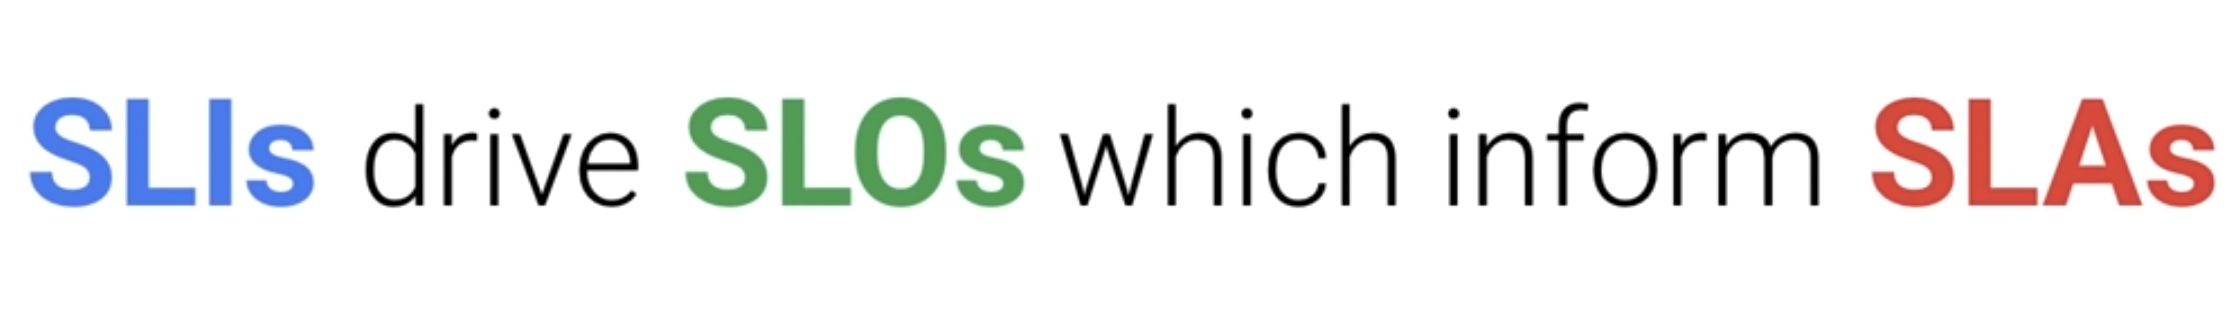 SLIs drive SLOs which inform SLAs